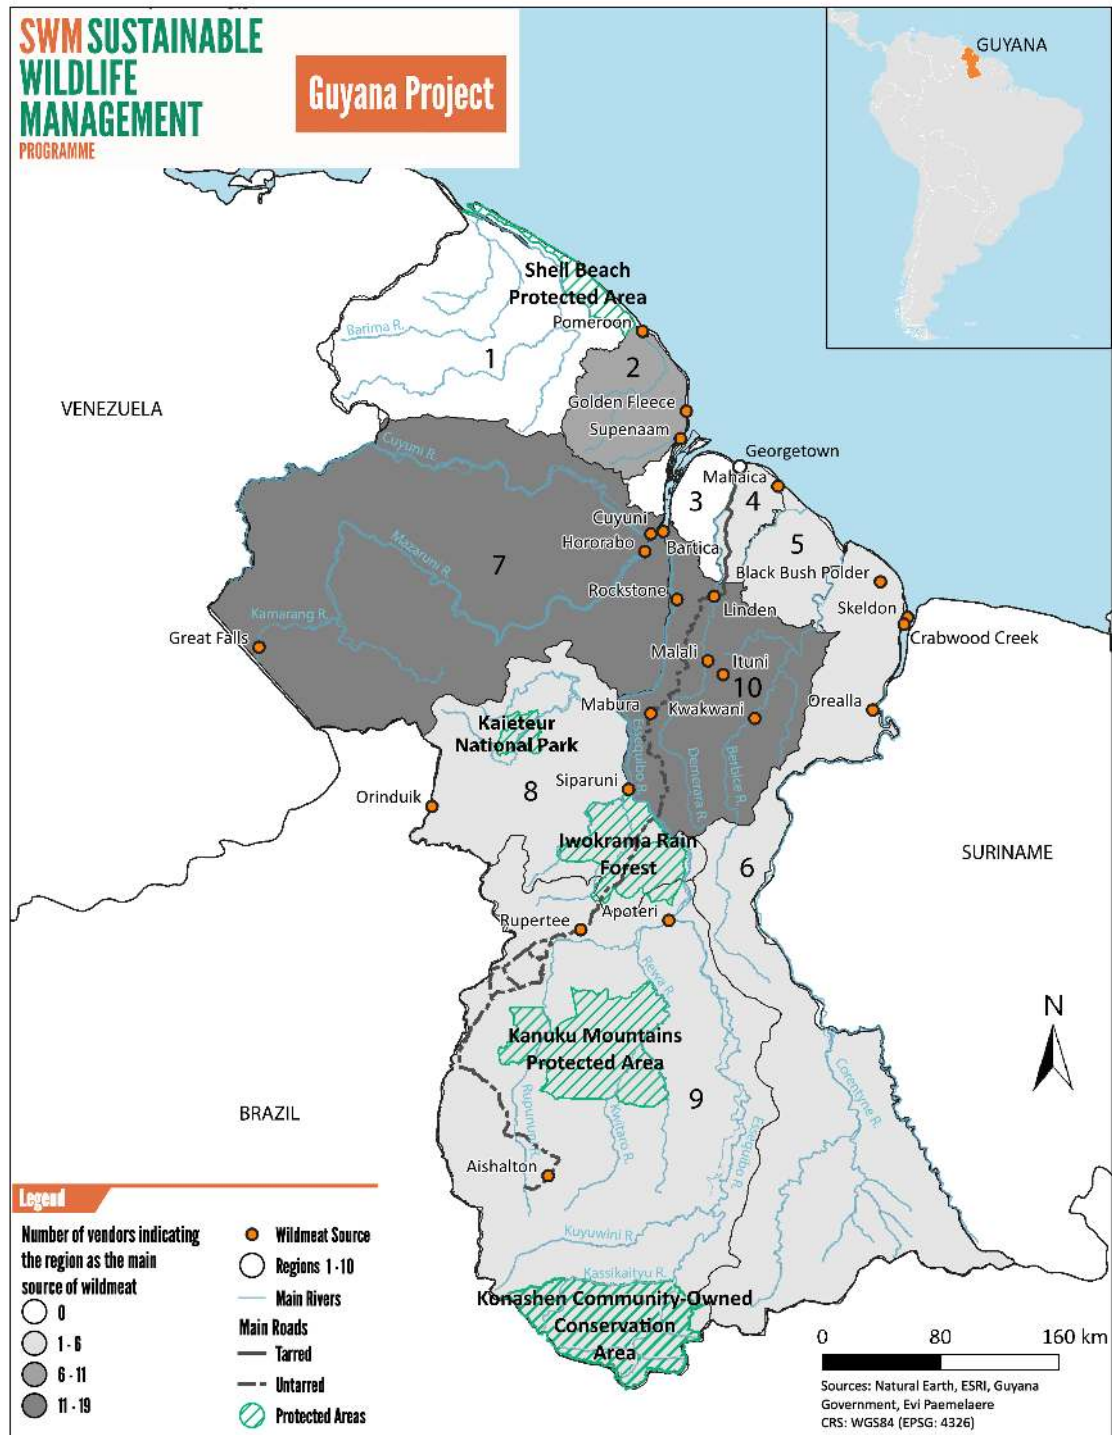 SWM SUSTAINABLE
WILDLIFE
MANAGEMENT
PROGRAMME
Guyana Project
GUYANA
Shell Beach
Protected Area
Pomeroon
Barima R.
1
2
VENEZUELA
Golden Fleece
Supenaam
Cuyuni R.
Georgetown
Mahaica
3
4
Cuyuni
Hororabo
Bartica
5
7
Mazaruni R.
Black Bush Polder
Rockstone
Linden
Skeldon
Kamarang R.
Great Falls
Crabwood Creek
Malali
Ituni
10
Mabura
Kwakwani
Orealla
Kaieteur
National Park
Essequibo R.
Demerara R.
Berbice R.
Siparuni
8
Orinduik
Iwokrama Rain
Forest
6
SURINAME
Apoteri
Rupertee
Rewa R.
N
Kanuku Mountains
Protected Area
Corentyne R.
9
BRAZIL
Rupununi R.
Kwitaro R.
Essequibo R.
Aishalton
Kuyuwini R.
Kassikaityu R.
Konashen Community-Owned
Conservation
Area
Legend
Number of vendors indicating
the region as the main
source of wildmeat
0
1 - 6
6 - 11
11 - 19
Wildmeat Source
Regions 1 - 10
Main Rivers
Main Roads
Tarred
Untarred
Protected Areas
0 80 160 km
Sources: Natural Earth, ESRI, Guyana
Government, Evi Paemelaere
CRS: WGS84 (EPSG: 4326)